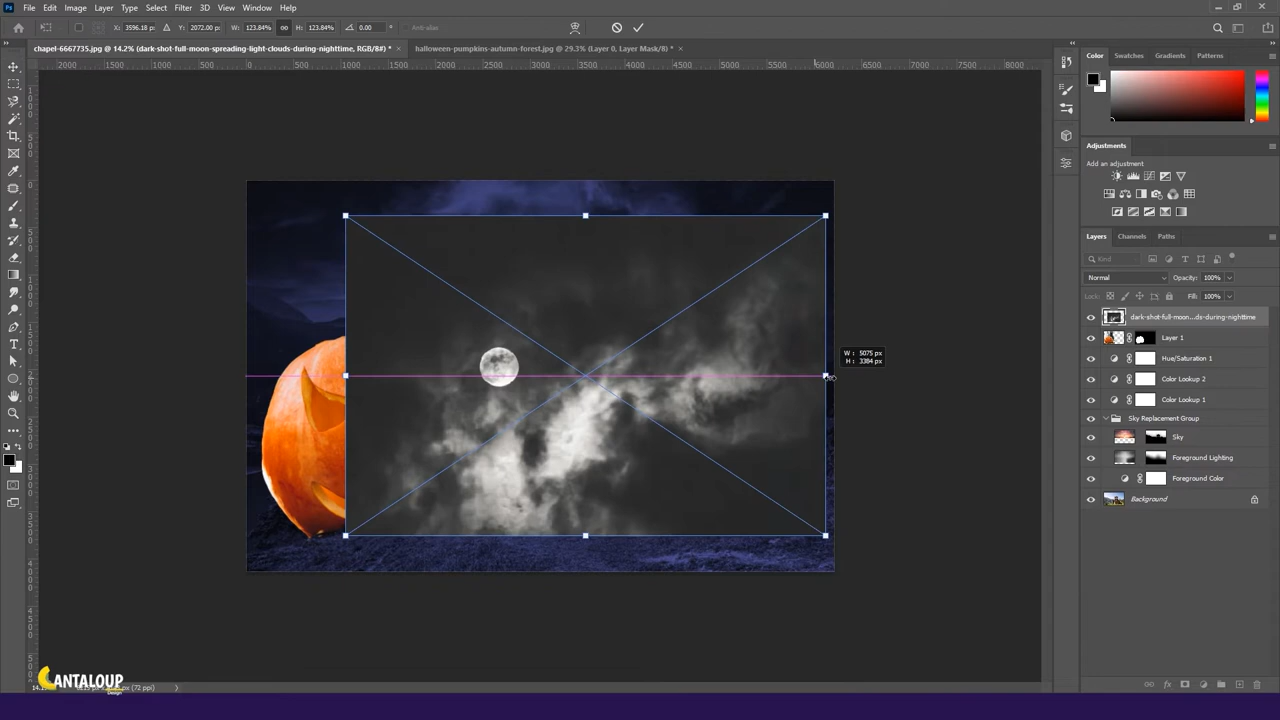 File Edit Image Layer Type Select Filter 3D View Window Help
X: 3596.18 px Y: 2072.00 px W: 123.84% H: 123.84% 0.00 ° Anti-alias
chapel-6667735.jpg @ 14.2% (dark-shot-full-moon-spreading-light-clouds-during-nighttime, RGB/8#) * × halloween-pumpkins-autumn-forest.jpg @ 29.3% (Layer 0, Layer Mask/8) * ×
2000 1500 1000 500 0 500 1000 1500 2000 2500 3000 3500 4000 4500 5000 5500 6000 6500 7000 7500 8000
Color Swatches Gradients Patterns
Adjustments
Add an adjustment
Layers Channels Paths
Kind
Normal Opacity: 100%
Lock: Fill: 100%
dark-shot-full-moon...ds-during-nighttime
Layer 1
Hue/Saturation 1
Color Lookup 2
Color Lookup 1
Sky Replacement Group
Sky
Foreground Lighting
Foreground Color
Background
W: 5075 px
H: 3384 px
CANTALOUP
(72 ppi)